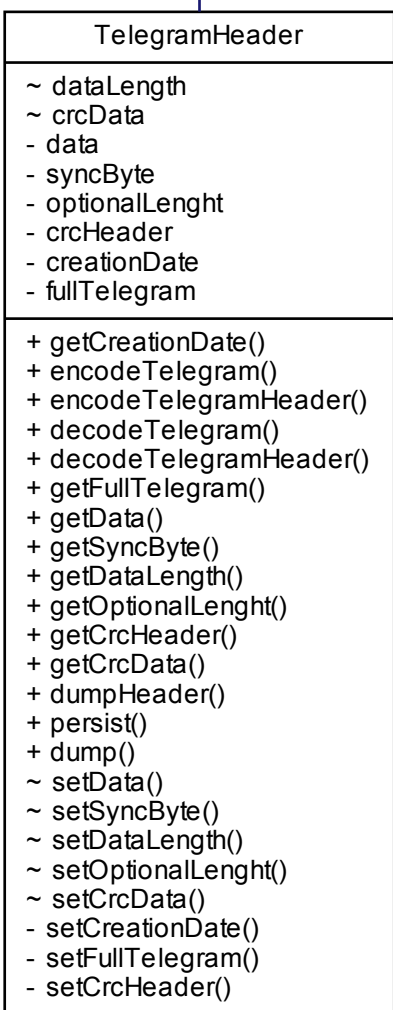 TelegramHeader
~ dataLength
~ crcData
- data
- syncByte
- optionalLenght
- crcHeader
- creationDate
- fullTelegram
+ getCreationDate()
+ encodeTelegram()
+ encodeTelegramHeader()
+ decodeTelegram()
+ decodeTelegramHeader()
+ getFullTelegram()
+ getData()
+ getSyncByte()
+ getDataLength()
+ getOptionalLenght()
+ getCrcHeader()
+ getCrcData()
+ dumpHeader()
+ persist()
+ dump()
~ setData()
~ setSyncByte()
~ setDataLength()
~ setOptionalLenght()
~ setCrcData()
- setCreationDate()
- setFullTelegram()
- setCrcHeader()